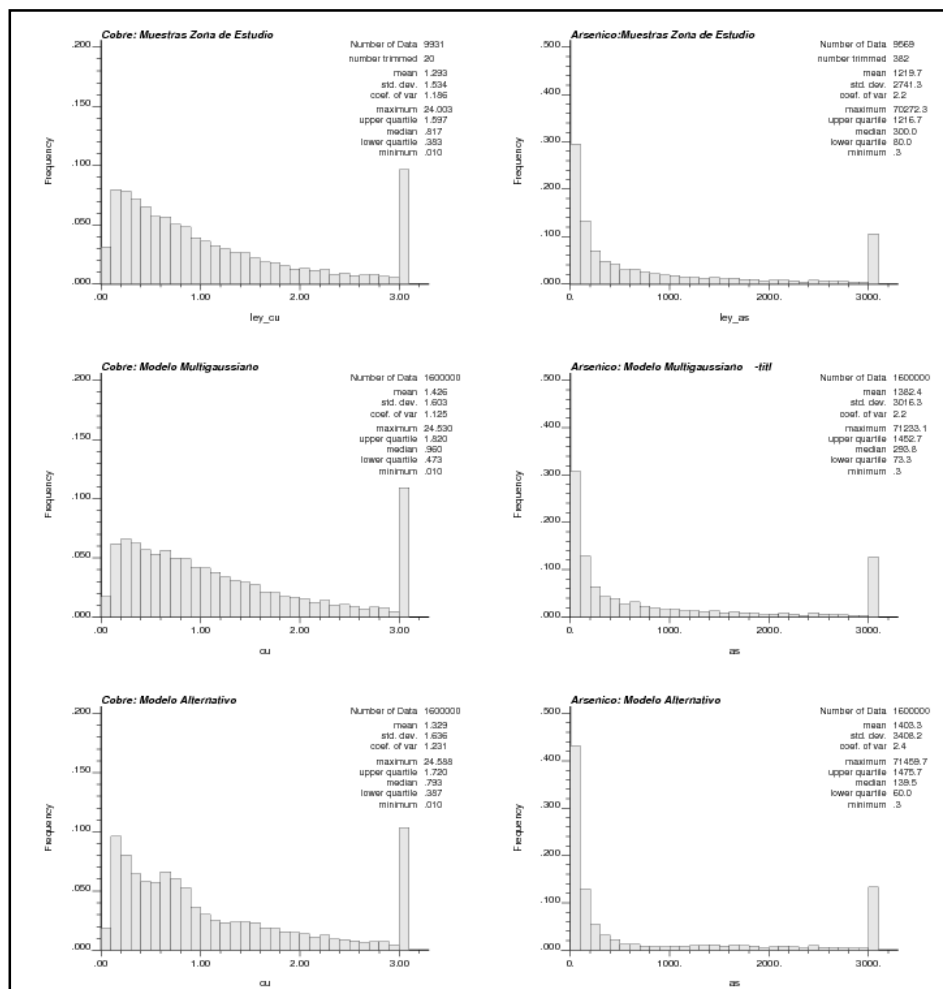 Cobre: Muestras Zona de Estudio
Frequency
.200
.150
.100
.050
.000
.00
1.00
2.00
3.00
ley_cu
Number of Data 9931
number trimmed 20
mean 1.293
std. dev. 1.534
coef. of var 1.186
maximum 24.003
upper quartile 1.597
median .817
lower quartile .383
minimum .010
Arsenico:Muestras Zona de Estudio
Frequency
.500
.400
.300
.200
.100
.000
0.
1000.
2000.
3000.
ley_as
Number of Data 9569
number trimmed 382
mean 1219.7
std. dev. 2741.3
coef. of var 2.2
maximum 70272.3
upper quartile 1216.7
median 300.0
lower quartile 80.0
minimum .3
Cobre: Modelo Multigaussiano
Frequency
.200
.150
.100
.050
.000
.00
1.00
2.00
3.00
cu
Number of Data 1600000
mean 1.426
std. dev. 1.603
coef. of var 1.125
maximum 24.530
upper quartile 1.820
median .960
lower quartile .473
minimum .010
Arsenico: Modelo Multigaussiano -titl
Frequency
.500
.400
.300
.200
.100
.000
0.
1000.
2000.
3000.
as
Number of Data 1600000
mean 1382.4
std. dev. 3016.3
coef. of var 2.2
maximum 71233.1
upper quartile 1452.7
median 293.8
lower quartile 73.3
minimum .3
Cobre: Modelo Alternativo
Frequency
.200
.150
.100
.050
.000
.00
1.00
2.00
3.00
cu
Number of Data 1600000
mean 1.329
std. dev. 1.636
coef. of var 1.231
maximum 24.588
upper quartile 1.720
median .793
lower quartile .387
minimum .010
Arsenico: Modelo Alternativo
Frequency
.500
.400
.300
.200
.100
.000
0.
1000.
2000.
3000.
as
Number of Data 1600000
mean 1403.3
std. dev. 3408.2
coef. of var 2.4
maximum 71459.7
upper quartile 1475.7
median 139.5
lower quartile 60.0
minimum .3